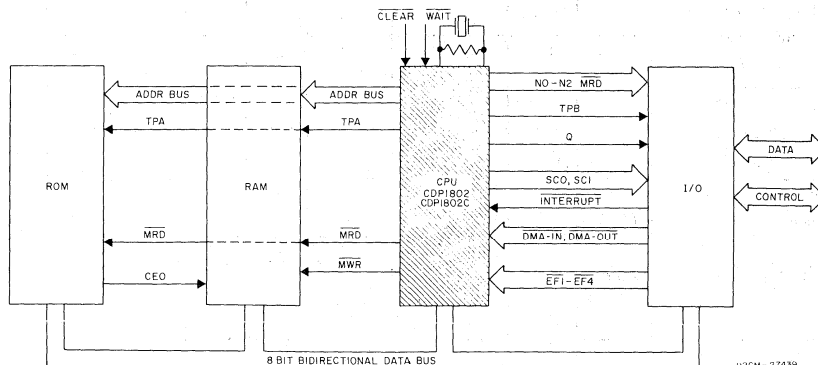 CLEAR WAIT
ADDR BUS ADDR BUS NO-N2 MRD
TPA TPA TPB
Q DATA
ROM RAM CPU
CDP1802
CDP1802C SCO, SCI I/O
INTERRUPT CONTROL
MRD MRD DMA-IN, DMA-OUT
MWR
CEO EF1-EF4
8 BIT BIDIRECTIONAL DATA BUS